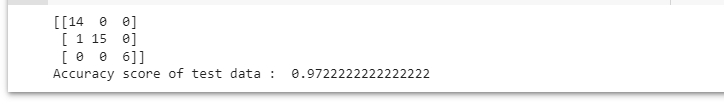 [[14  0  0]
 [ 1 15  0]
 [ 0  0  6]]
Accuracy score of test data :  0.9722222222222222